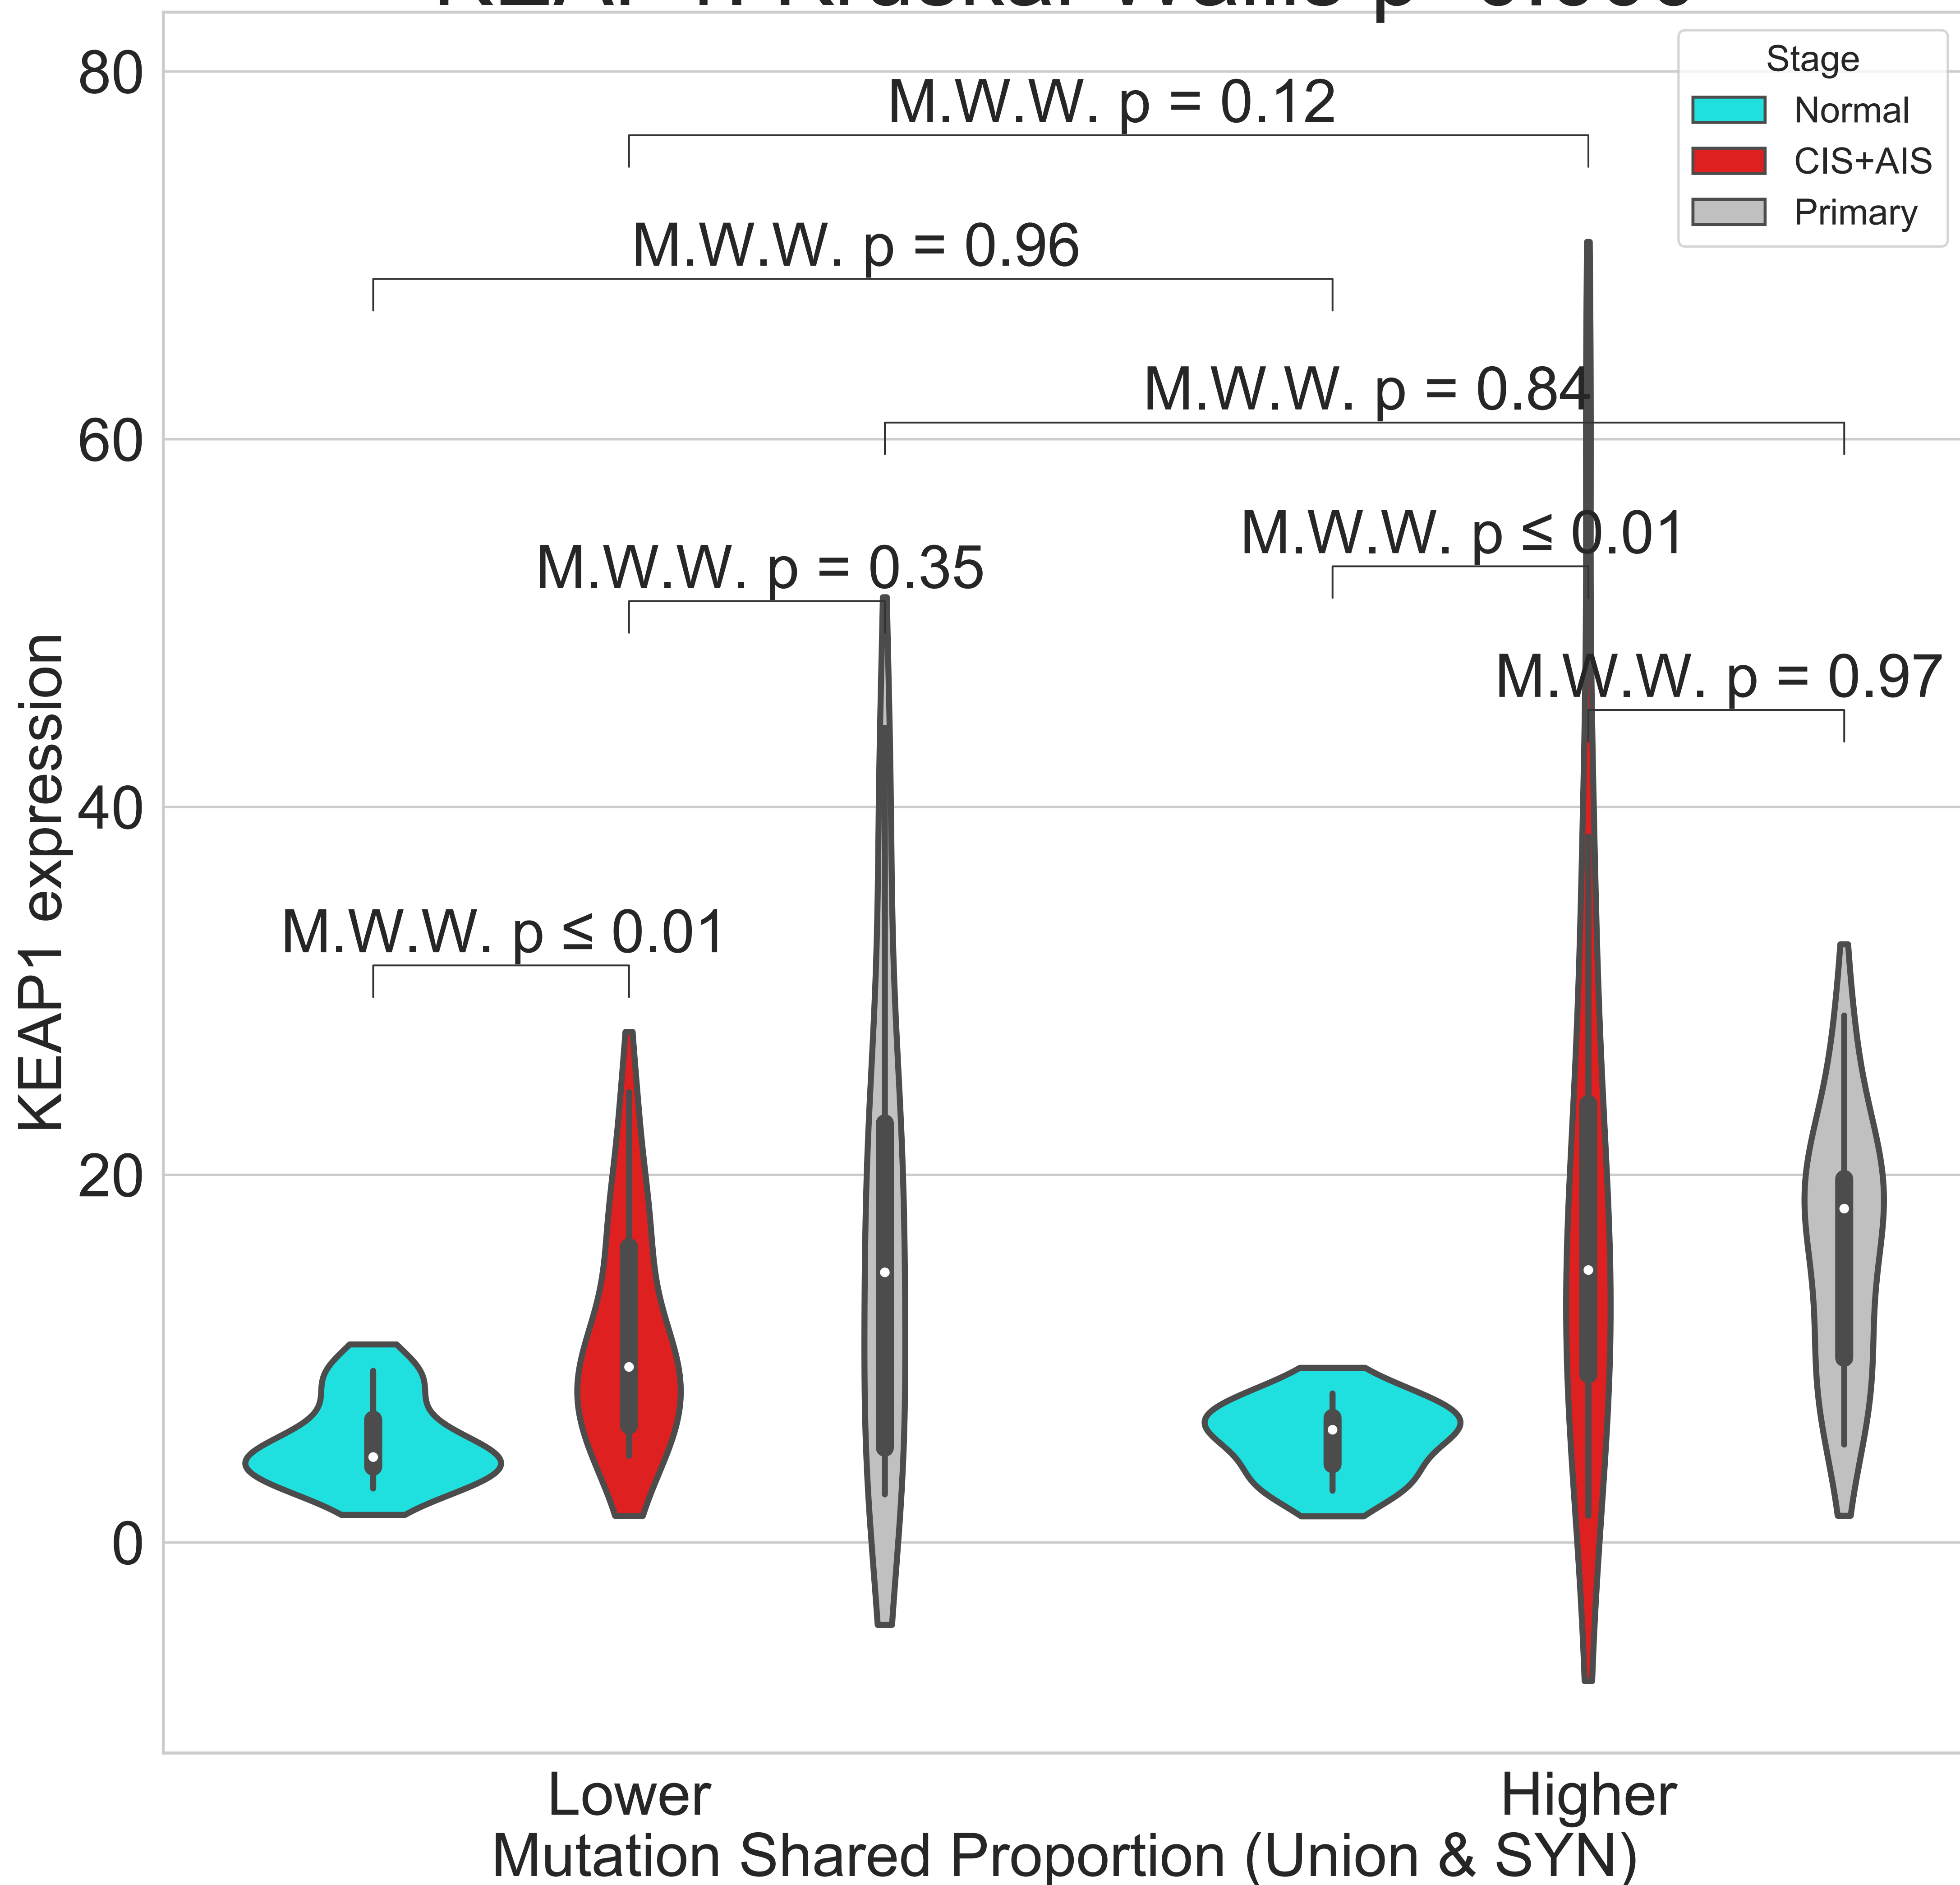 80
60
40
20
0
KEAP1 expression
Stage
Normal
CIS+AIS
Primary
M.W.W. p = 0.12
M.W.W. p = 0.96
M.W.W. p = 0.84
M.W.W. p ≤ 0.01
M.W.W. p = 0.35
M.W.W. p = 0.97
M.W.W. p ≤ 0.01
Lower
Higher
Mutation Shared Proportion (Union & SYN)